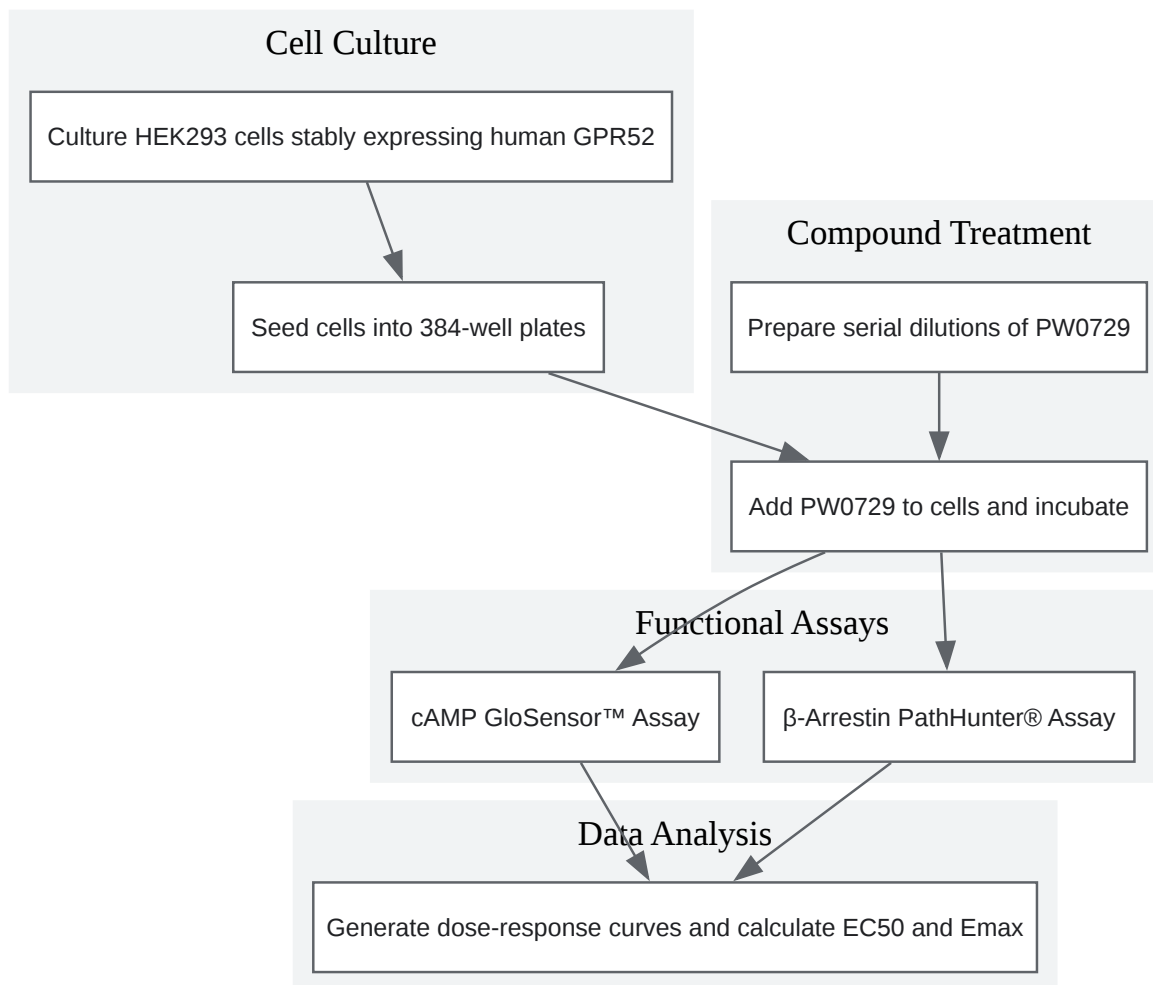 Cell Culture
Culture HEK293 cells stably expressing human GPR52
Seed cells into 384-well plates
Compound Treatment
Prepare serial dilutions of PW0729
Add PW0729 to cells and incubate
Functional Assays
cAMP GloSensor™ Assay
β-Arrestin PathHunter® Assay
Data Analysis
Generate dose-response curves and calculate EC50 and Emax